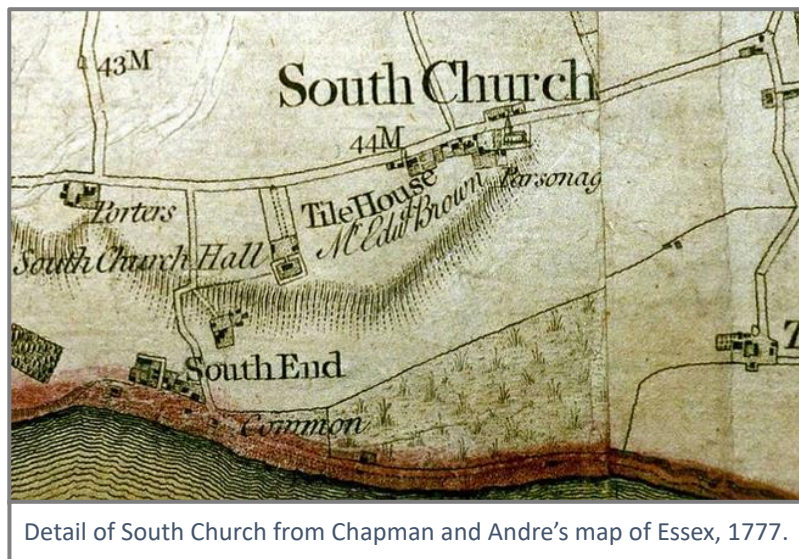 43M
South Church
44M
Tile House
Mr. Edwd. Brown
Parsonag
Porters
South Church Hall
South End
Common
Z
Detail of South Church from Chapman and Andre's map of Essex, 1777.